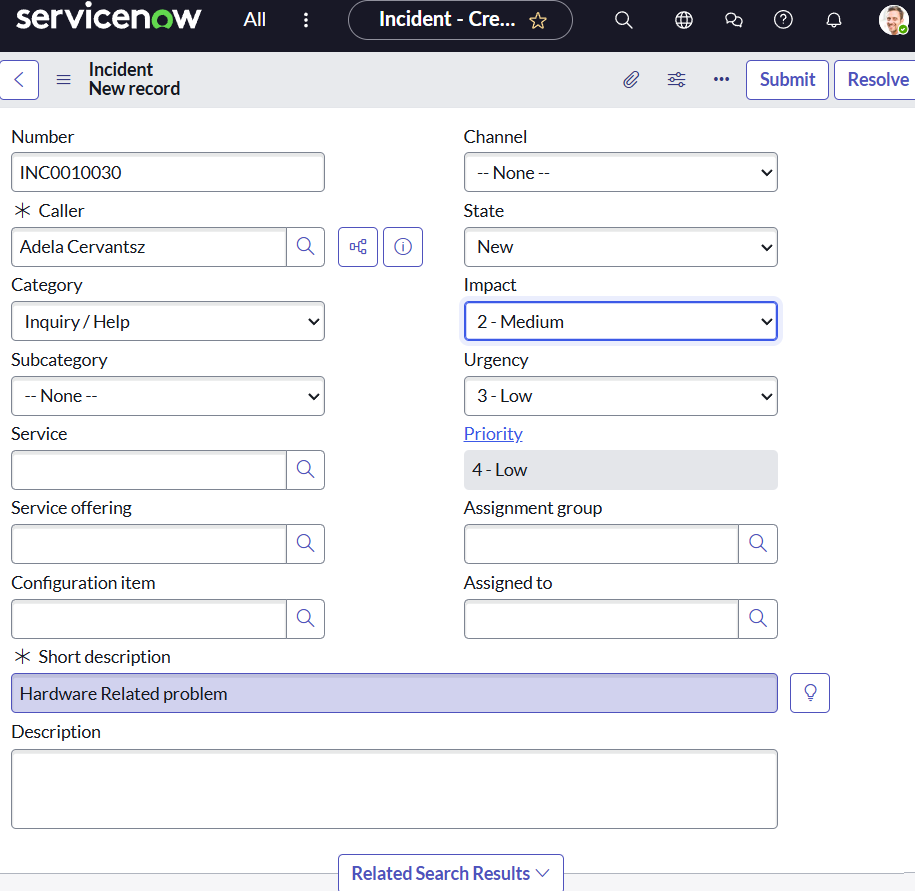 servicenow
All
Incident - Cre...
Incident
New record
Submit
Resolve
Number
INC0010030
Channel
-- None --
Caller
Adela Cervantsz
State
New
Category
Inquiry / Help
Impact
2 - Medium
Subcategory
-- None --
Urgency
3 - Low
Service
Priority
4 - Low
Service offering
Assignment group
Configuration item
Assigned to
Short description
Hardware Related problem
Description
Related Search Results